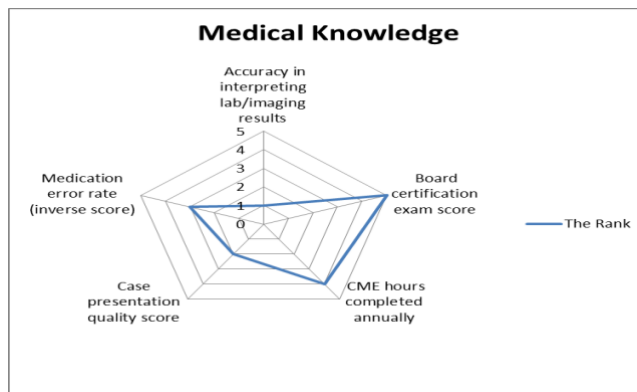 Medical Knowledge
Accuracy in
interpreting
lab/imaging
results
5
4
3
2
1
0
Board
certification
exam score
CME hours
completed
annually
Case
presentation
quality score
Medication
error rate
(inverse score)
The Rank